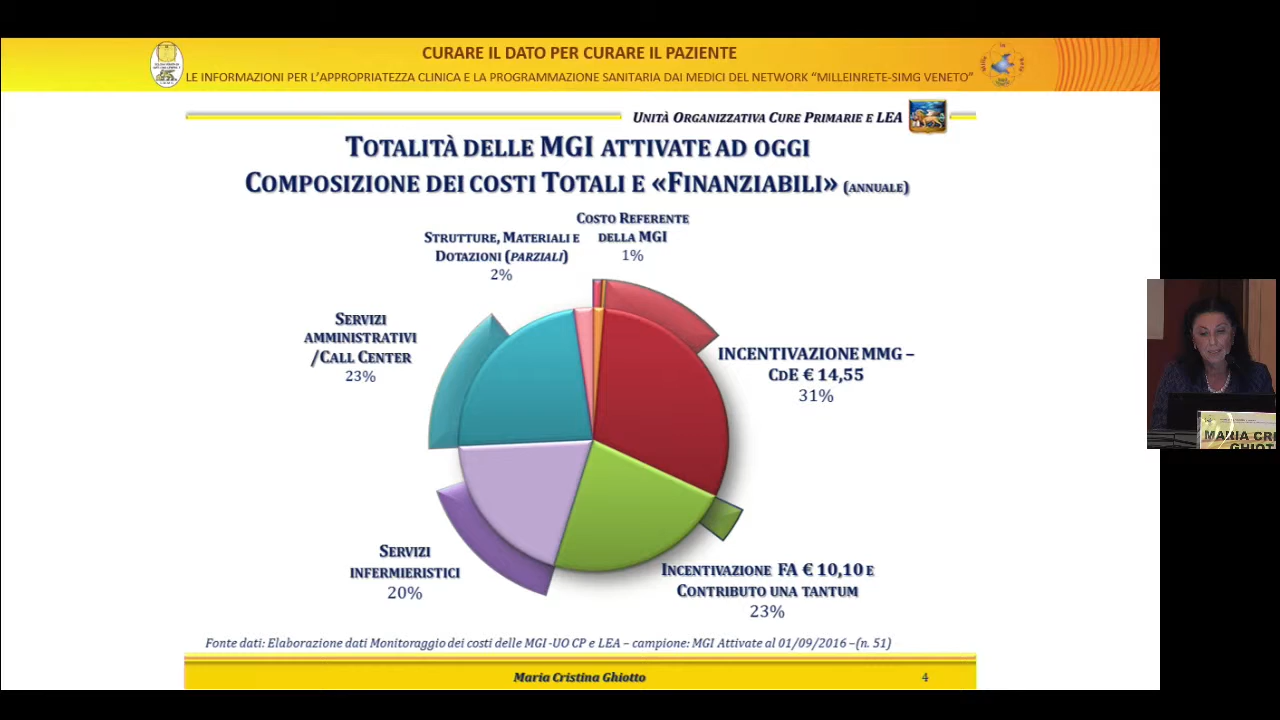 CURARE IL DATO PER CURARE IL PAZIENTE
LE INFORMAZIONI PER L'APPROPRIATEZZA CLINICA E LA PROGRAMMAZIONE SANITARIA DAI MEDICI DEL NETWORK "MILLEINRETE-SIMG VENETO"
UNITÀ ORGANIZZATIVA CURE PRIMARIE E LEA
TOTALITÀ DELLE MGI ATTIVATE AD OGGI
COMPOSIZIONE DEI COSTI TOTALI E «FINANZIABILI» (ANNUALE)
COSTO REFERENTE
DELLA MGI
1%
STRUTTURE, MATERIALI E
DOTAZIONI (PARZIALI)
2%
SERVIZI
AMMINISTRATIVI
/CALL CENTER
23%
INCENTIVAZIONE MMG –
CDE € 14,55
31%
SERVIZI
INFERMIERISTICI
20%
INCENTIVAZIONE FA € 10,10 E
CONTRIBUTO UNA TANTUM
23%
Fonte dati: Elaborazione dati Monitoraggio dei costi delle MGI -UO CP e LEA – campione: MGI Attivate al 01/09/2016 –(n. 51)
Maria Cristina Ghiotto
4
MARIA CRI
GHIOT